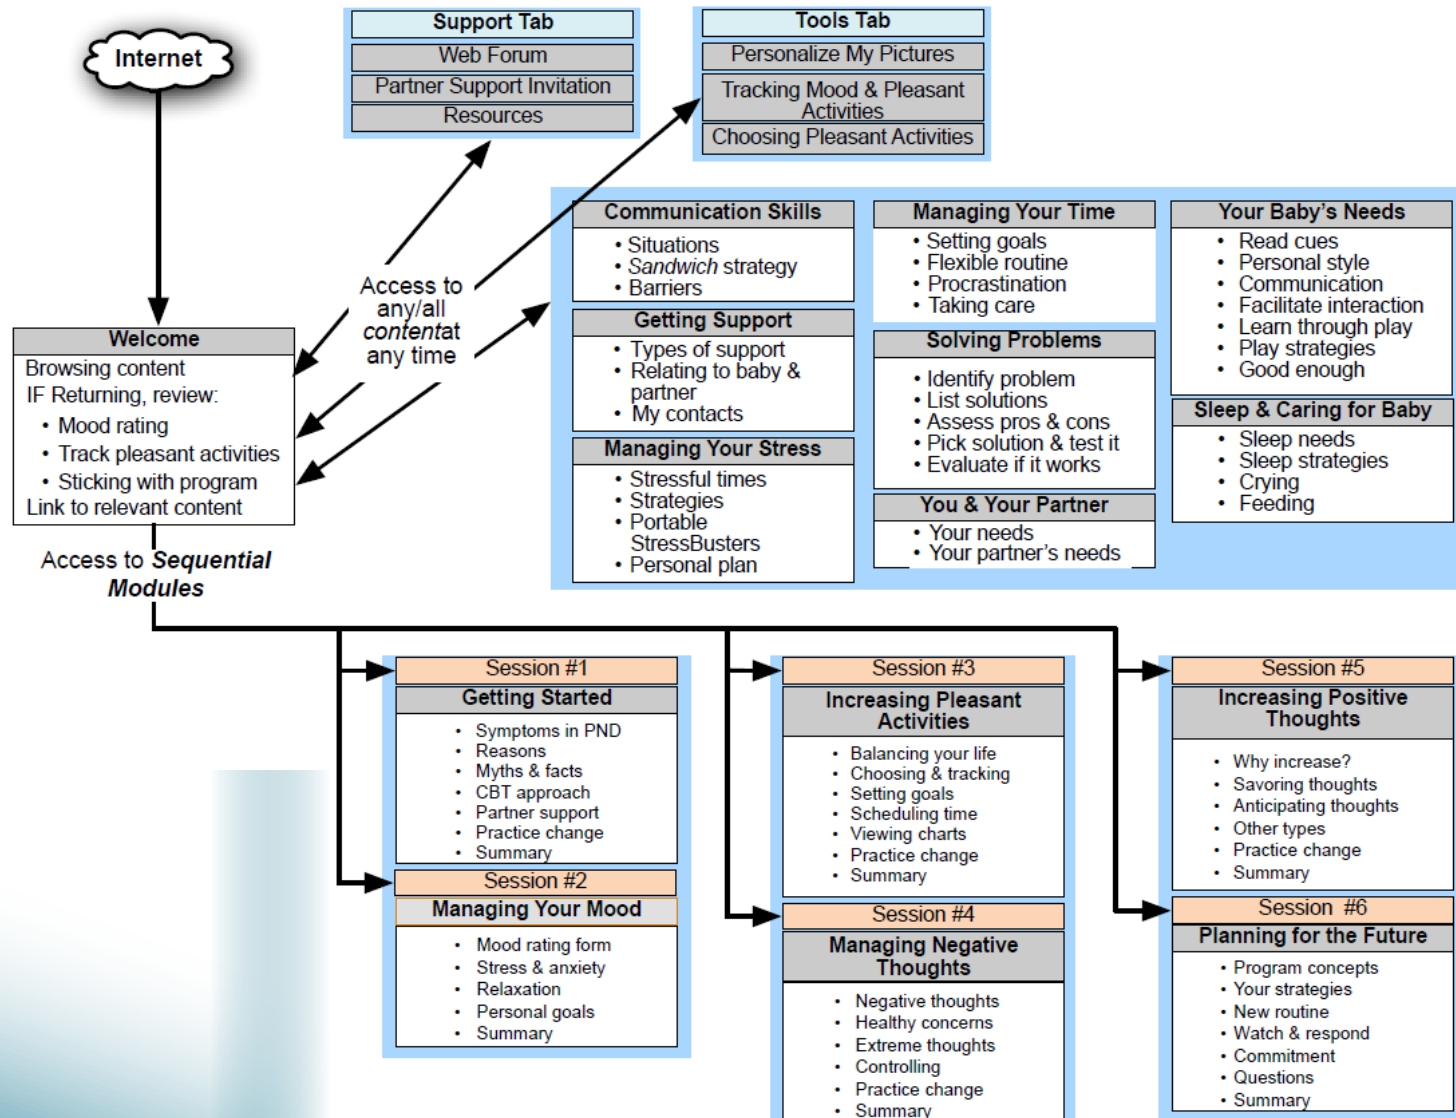 Internet
Support Tab
Web Forum
Partner Support Invitation
Resources
Tools Tab
Personalize My Pictures
Tracking Mood & Pleasant
Activities
Choosing Pleasant Activities
Access to
any/all
contentat
any time
Welcome
Browsing content
IF Returning, review:
• Mood rating
• Track pleasant activities
• Sticking with program
Link to relevant content
Communication Skills
• Situations
• Sandwich strategy
• Barriers
Getting Support
• Types of support
• Relating to baby &
partner
• My contacts
Managing Your Stress
• Stressful times
• Strategies
• Portable
StressBusters
• Personal plan
Managing Your Time
• Setting goals
• Flexible routine
• Procrastination
• Taking care
Solving Problems
• Identify problem
• List solutions
• Assess pros & cons
• Pick solution & test it
• Evaluate if it works
You & Your Partner
• Your needs
• Your partner's needs
Your Baby's Needs
• Read cues
• Personal style
• Communication
• Facilitate interaction
• Learn through play
• Play strategies
• Good enough
Sleep & Caring for Baby
• Sleep needs
• Sleep strategies
• Crying
• Feeding
Access to Sequential
Modules
Session #1
Getting Started
• Symptoms in PND
• Reasons
• Myths & facts
• CBT approach
• Partner support
• Practice change
• Summary
Session #2
Managing Your Mood
• Mood rating form
• Stress & anxiety
• Relaxation
• Personal goals
• Summary
Session #3
Increasing Pleasant
Activities
• Balancing your life
• Choosing & tracking
• Setting goals
• Scheduling time
• Viewing charts
• Practice change
• Summary
Session #4
Managing Negative
Thoughts
• Negative thoughts
• Healthy concerns
• Extreme thoughts
• Controlling
• Practice change
• Summary
Session #5
Increasing Positive
Thoughts
• Why increase?
• Savoring thoughts
• Anticipating thoughts
• Other types
• Practice change
• Summary
Session #6
Planning for the Future
• Program concepts
• Your strategies
• New routine
• Watch & respond
• Commitment
• Questions
• Summary